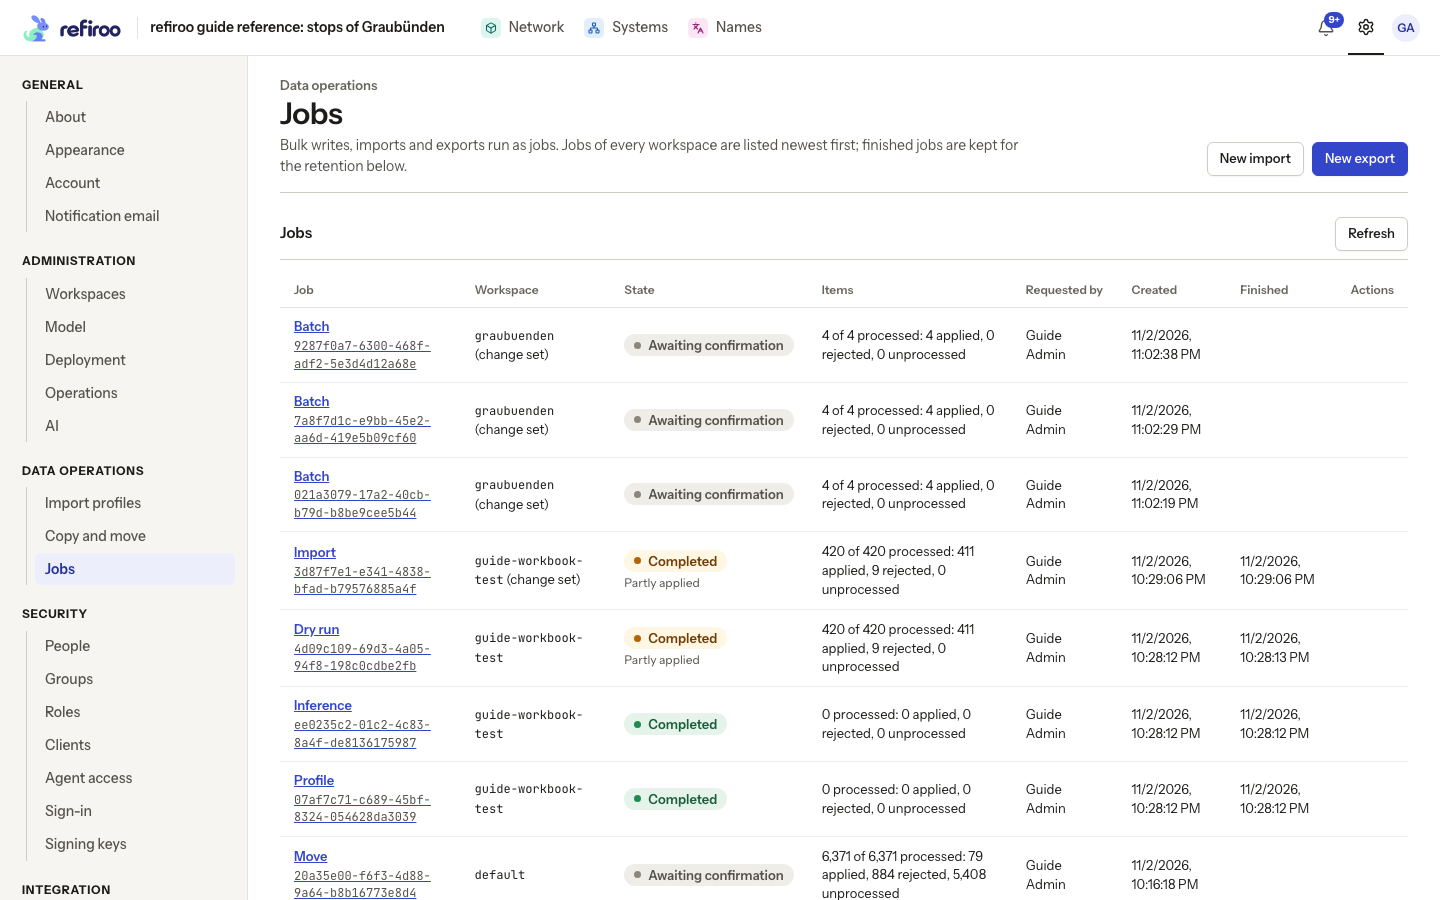 refiroo
refiroo guide reference: stops of Graubünden
Network
Systems
Names
9+
GA
GENERAL
About
Appearance
Account
Notification email
ADMINISTRATION
Workspaces
Model
Deployment
Operations
AI
DATA OPERATIONS
Import profiles
Copy and move
Jobs
SECURITY
People
Groups
Roles
Clients
Agent access
Sign-in
Signing keys
INTEGRATION
Data operations
Jobs
Bulk writes, imports and exports run as jobs. Jobs of every workspace are listed newest first; finished jobs are kept for
the retention below.
New import
New export
Jobs
Refresh
Job Workspace State Items Requested by Created Finished Actions
Batch
9287f0a7-6300-468f-
adf2-5e3d4d12a68e
graubuenden
(change set)
Awaiting confirmation
4 of 4 processed: 4 applied, 0
rejected, 0 unprocessed
Guide
Admin
11/2/2026,
11:02:38 PM
Batch
7a8f7d1c-e9bb-45e2-
aa6d-419e5b09cf60
graubuenden
(change set)
Awaiting confirmation
4 of 4 processed: 4 applied, 0
rejected, 0 unprocessed
Guide
Admin
11/2/2026,
11:02:29 PM
Batch
021a3079-17a2-40cb-
b79d-b8be9cee5b44
graubuenden
(change set)
Awaiting confirmation
4 of 4 processed: 4 applied, 0
rejected, 0 unprocessed
Guide
Admin
11/2/2026,
11:02:19 PM
Import
3d87f7e1-e341-4838-
bfad-b79576885a4f
guide-workbook-
test (change set)
Completed
Partly applied
420 of 420 processed: 411
applied, 9 rejected, 0
unprocessed
Guide
Admin
11/2/2026,
10:29:06 PM
11/2/2026,
10:29:06 PM
Dry run
4d09c109-69d3-4a05-
94f8-198c0cdbe2fb
guide-workbook-
test
Completed
Partly applied
420 of 420 processed: 411
applied, 9 rejected, 0
unprocessed
Guide
Admin
11/2/2026,
10:28:12 PM
11/2/2026,
10:28:13 PM
Inference
ee0235c2-01c2-4c83-
8a4f-de8136175987
guide-workbook-
test
Completed
0 processed: 0 applied, 0
rejected, 0 unprocessed
Guide
Admin
11/2/2026,
10:28:12 PM
11/2/2026,
10:28:12 PM
Profile
07af7c71-c689-45bf-
8324-054628da3039
guide-workbook-
test
Completed
0 processed: 0 applied, 0
rejected, 0 unprocessed
Guide
Admin
11/2/2026,
10:28:12 PM
11/2/2026,
10:28:12 PM
Move
20a35e00-f6f3-4d88-
9a64-b8b16773e8d4
default
Awaiting confirmation
6,371 of 6,371 processed: 79
applied, 884 rejected, 5,408
unprocessed
Guide
Admin
11/2/2026,
10:16:18 PM